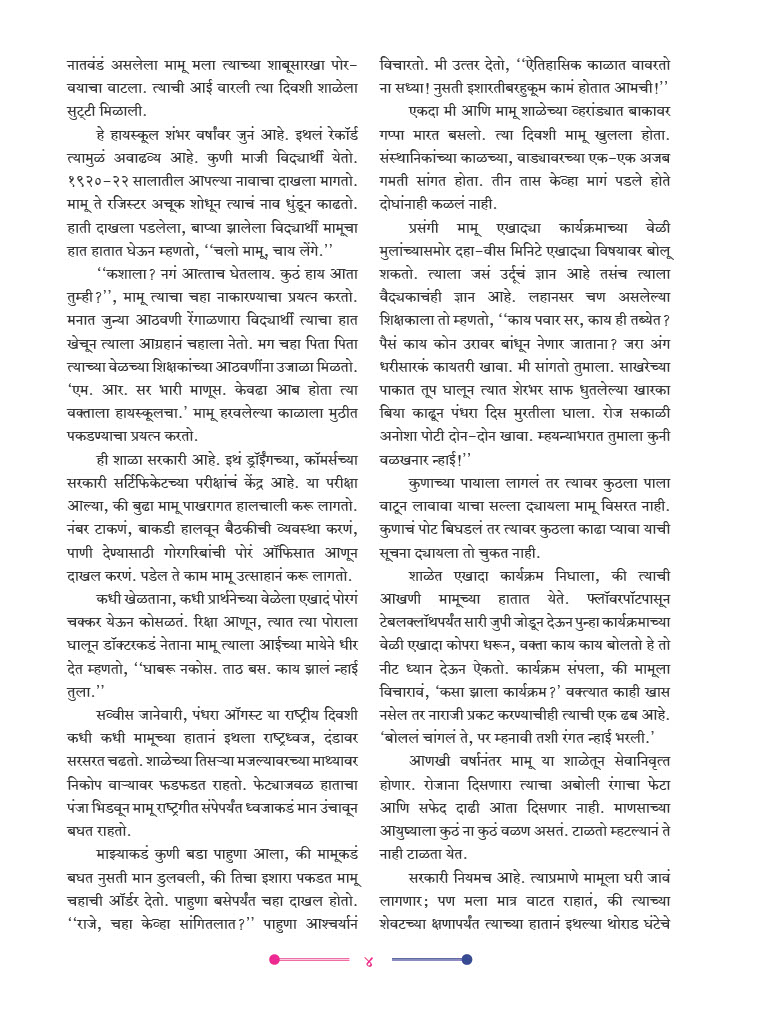 नातवंडं असलेला मामू मला त्याच्या शाबूसारखा पोर-
वयाचा वाटला. त्याची आई वारली त्या दिवशी शाळेला
सुट्टी मिळाली.
हे हायस्कूल शंभर वर्षांवर जुनं आहे. इथलं रेकॉर्ड
त्यामुळं अवाढव्य आहे. कुणी माजी विद्यार्थी येतो.
१९२०-२२ सालातील आपल्या नावाचा दाखला मागतो.
मामू ते रजिस्टर अचूक शोधून त्याचं नाव धुंडून काढतो.
हाती दाखला पडलेला, बाप्या झालेला विद्यार्थी मामूचा
हात हातात घेऊन म्हणतो, ‘‘चलो मामू, चाय लेंगे.’’
‘‘कशाला? नगं आत्ताच घेतलाय. कुठं हाय आता
तुम्ही?’’, मामू त्याचा चहा नाकारण्याचा प्रयत्न करतो.
मनात जुन्या आठवणी रेंगाळणारा विद्यार्थी त्याचा हात
खेचून त्याला आग्रहानं चहाला नेतो. मग चहा पिता पिता
त्याच्या वेळच्या शिक्षकांच्या आठवणींना उजाळा मिळतो.
‘एम. आर. सर भारी माणूस. केवढा आब होता त्या
वक्ताला हायस्कूलचा.’ मामू हरवलेल्या काळाला मुठीत
पकडण्याचा प्रयत्न करतो.
ही शाळा सरकारी आहे. इथं ड्रॉईंगच्या, कॉमर्सच्या
सरकारी सर्टिफिकेटच्या परीक्षांचं केंद्र आहे. या परीक्षा
आल्या, की बुढा मामू पाखरागत हालचाली करू लागतो.
नंबर टाकणं, बाकडी हालवून बैठकीची व्यवस्था करणं,
पाणी देण्यासाठी गोरगरिबांची पोरं ऑफिसात आणून
दाखल करणं. पडेल ते काम मामू उत्साहानं करू लागतो.
कधी खेळताना, कधी प्रार्थनेच्या वेळेला एखादं पोरगं
चक्कर येऊन कोसळतं. रिक्षा आणून, त्यात त्या पोराला
घालून डॉक्टरकडं नेताना मामू त्याला आईच्या मायेने धीर
देत म्हणतो, ‘‘घाबरू नकोस. ताठ बस. काय झालं न्हाई
तुला.’’
सव्वीस जानेवारी, पंधरा ऑगस्ट या राष्ट्रीय दिवशी
कधी कधी मामूच्या हातानं इथला राष्ट्रध्वज, दंडावर
सरसरत चढतो. शाळेच्या तिसऱ्या मजल्यावरच्या माथ्यावर
निकोप वाऱ्यावर फडफडत राहतो. फेट्याजवळ हाताचा
पंजा भिडवून मामू राष्ट्रगीत संपेपर्यंत ध्वजाकडं मान उंचावून
बघत राहतो.
माझ्याकडं कुणी बडा पाहुणा आला, की मामूकडं
बघत नुसती मान डुलवली, की तिचा इशारा पकडत मामू
चहाची ऑर्डर देतो. पाहुणा बसेपर्यंत चहा दाखल होतो.
‘‘राजे, चहा केव्हा सांगितलात?’’ पाहुणा आश्चर्यानं
विचारतो. मी उत्तर देतो, ‘‘ऐतिहासिक काळात वावरतो
ना सध्या! नुसती इशारतीबरहुकूम कामं होतात आमची!’’
एकदा मी आणि मामू शाळेच्या व्हरांड्यात बाकावर
गप्पा मारत बसलो. त्या दिवशी मामू खुलला होता.
संस्थानिकांच्या काळच्या, वाड्यावरच्या एक-एक अजब
गमती सांगत होता. तीन तास केव्हा मागं पडले होते
दोघांनाही कळलं नाही.
प्रसंगी मामू एखाद्या कार्यक्रमाच्या वेळी
मुलांच्यासमोर दहा-वीस मिनिटे एखाद्या विषयावर बोलू
शकतो. त्याला जसं उर्दूचं ज्ञान आहे तसंच त्याला
वैद्यकाचंही ज्ञान आहे. लहानसर चण असलेल्या
शिक्षकाला तो म्हणतो, ‘‘काय पवार सर, काय ही तब्येत?
पैसं काय कोन उरावर बांधून नेणार जाताना? जरा अंग
धरीसारकं कायतरी खावा. मी सांगतो तुमाला. साखरेच्या
पाकात तूप घालून त्यात शेरभर साफ धुतलेल्या खारका
बिया काढून पंधरा दिस मुरतीला घाला. रोज सकाळी
अनोशा पोटी दोन-दोन खावा. म्हयन्याभरात तुमाला कुनी
वळखनार न्हाई!’’
कुणाच्या पायाला लागलं तर त्यावर कुठला पाला
वाटून लावावा याचा सल्ला द्यायला मामू विसरत नाही.
कुणाचं पोट बिघडलं तर त्यावर कुठला काढा प्यावा याची
सूचना द्यायला तो चुकत नाही.
शाळेत एखादा कार्यक्रम निघाला, की त्याची
आखणी मामूच्या हातात येते. फ्लॉवरपॉटपासून
टेबलक्लॉथपर्यंत सारी जुपी जोडून देऊन पुन्हा कार्यक्रमाच्या
वेळी एखादा कोपरा धरून, वक्ता काय काय बोलतो हे तो
नीट ध्यान देऊन ऐकतो. कार्यक्रम संपला, की मामूला
विचारावं, ‘कसा झाला कार्यक्रम?’ वक्त्यात काही खास
नसेल तर नाराजी प्रकट करण्याचीही त्याची एक ढब आहे.
‘बोललं चांगलं ते, पर म्हनावी तशी रंगत न्हाई भरली.’
आणखी वर्षानंतर मामू या शाळेतून सेवानिवृत्त
होणार. रोजाना दिसणारा त्याचा अबोली रंगाचा फेटा
आणि सफेद दाढी आता दिसणार नाही. माणसाच्या
आयुष्याला कुठं ना कुठं वळण असतं. टाळतो म्हटल्यानं ते
नाही टाळता येत.
सरकारी नियमच आहे. त्याप्रमाणे मामूला घरी जावं
लागणार; पण मला मात्र वाटत राहातं, की त्याच्या
शेवटच्या क्षणापर्यंत त्याच्या हातानं इथल्या थोराड घंटेचे
४